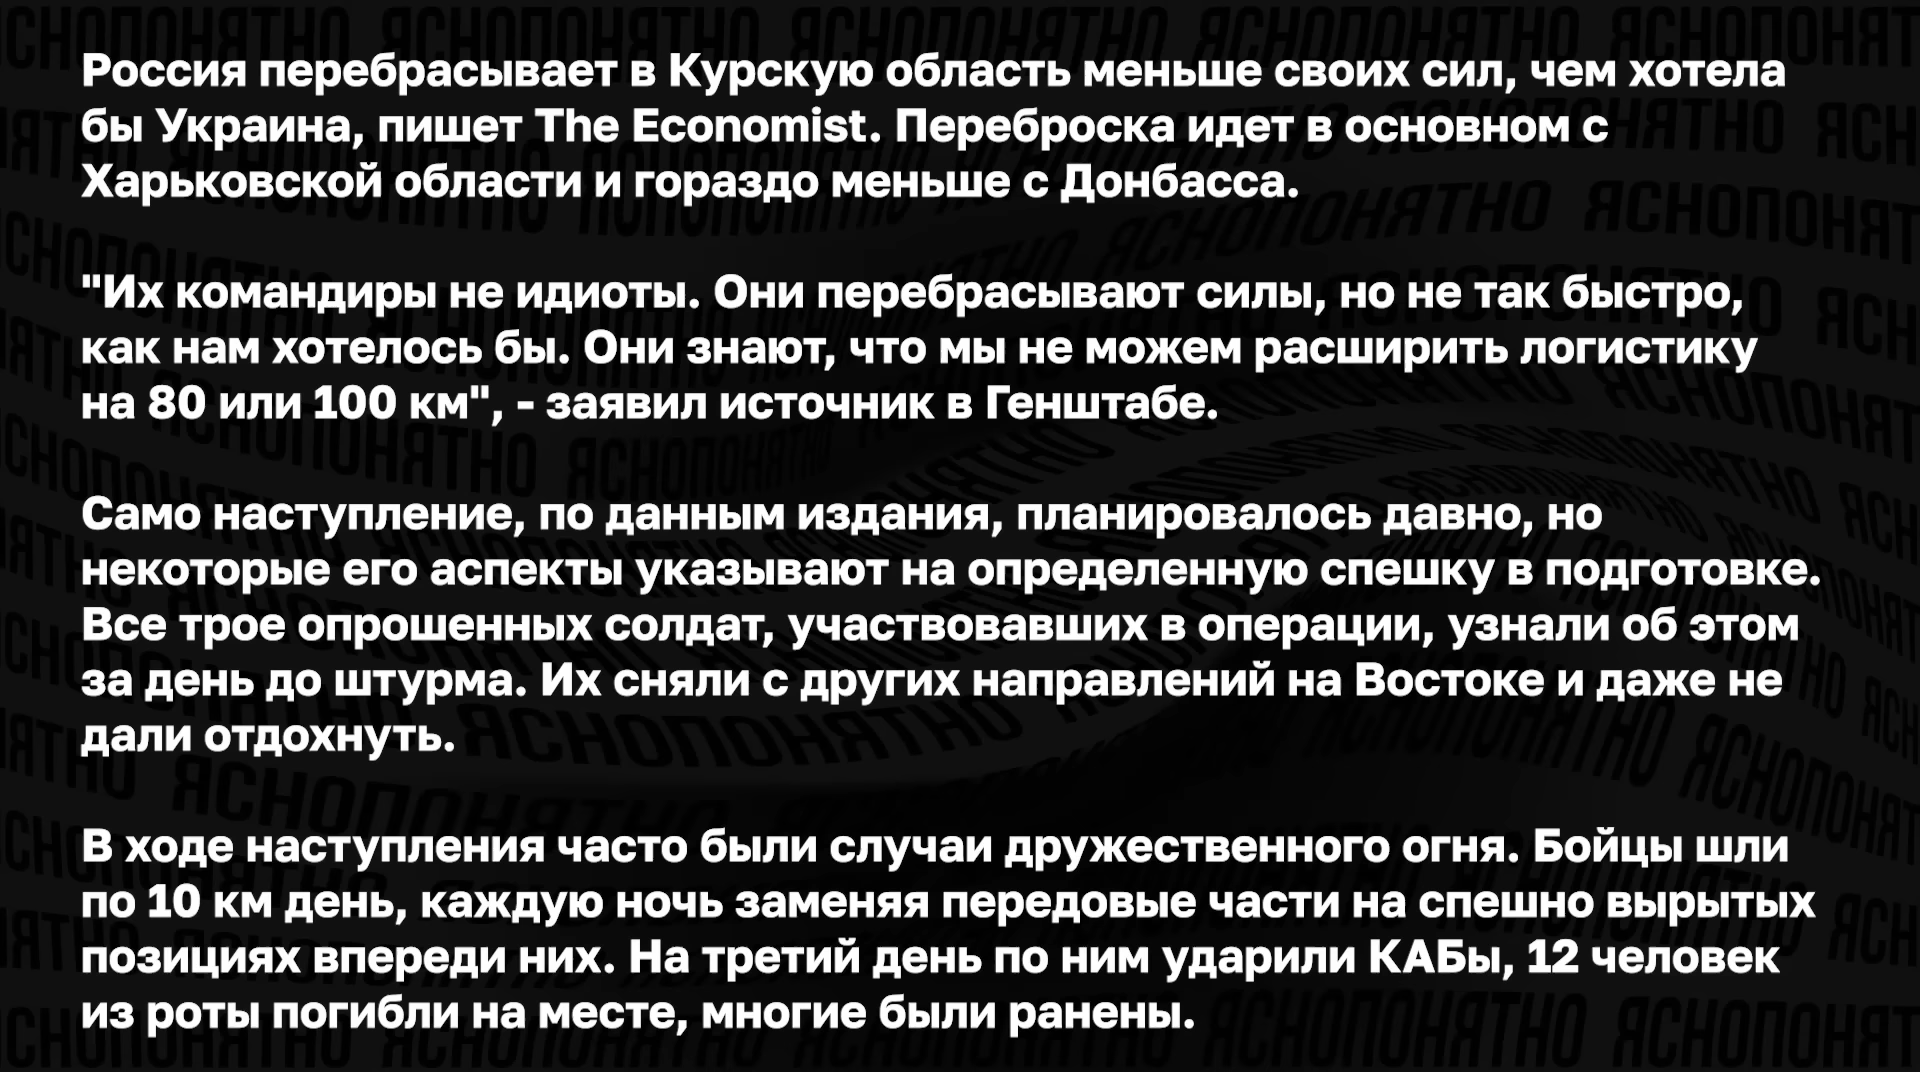 Россия перебрасывает в Курскую область меньше своих сил, чем хотела
бы Украина, пишет The Economist. Переброска идет в основном с
Харьковской области и гораздо меньше с Донбасса.
"Их командиры не идиоты. Они перебрасывают силы, но не так быстро,
как нам хотелось бы. Они знают, что мы не можем расширить логистику
на 80 или 100 км", - заявил источник в Генштабе.
Само наступление, по данным издания, планировалось давно, но
некоторые его аспекты указывают на определенную спешку в подготовке.
Все трое опрошенных солдат, участвовавших в операции, узнали об этом
за день до штурма. Их сняли с других направлений на Востоке и даже не
дали отдохнуть.
В ходе наступления часто были случаи дружественного огня. Бойцы шли
по 10 км день, каждую ночь заменяя передовые части на спешно вырытых
позициях впереди них. На третий день по ним ударили КАБы, 12 человек
из роты погибли на месте, многие были ранены.